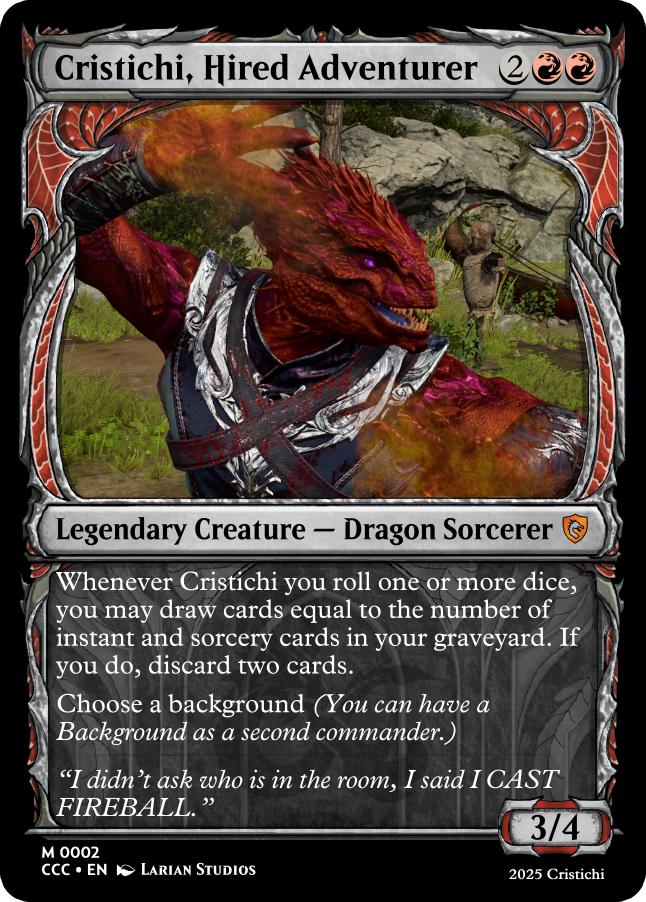 Cristichi, Hired Adventurer 2
Legendary Creature — Dragon Sorcerer
Whenever Cristichi you roll one or more dice,
you may draw cards equal to the number of
instant and sorcery cards in your graveyard. If
you do, discard two cards.
Choose a background (You can have a
Background as a second commander.)
“I didn’t ask who is in the room, I said I CAST
FIREBALL.”
3/4
M 0002
CCC • EN LARIAN STUDIOS
2025 Cristichi